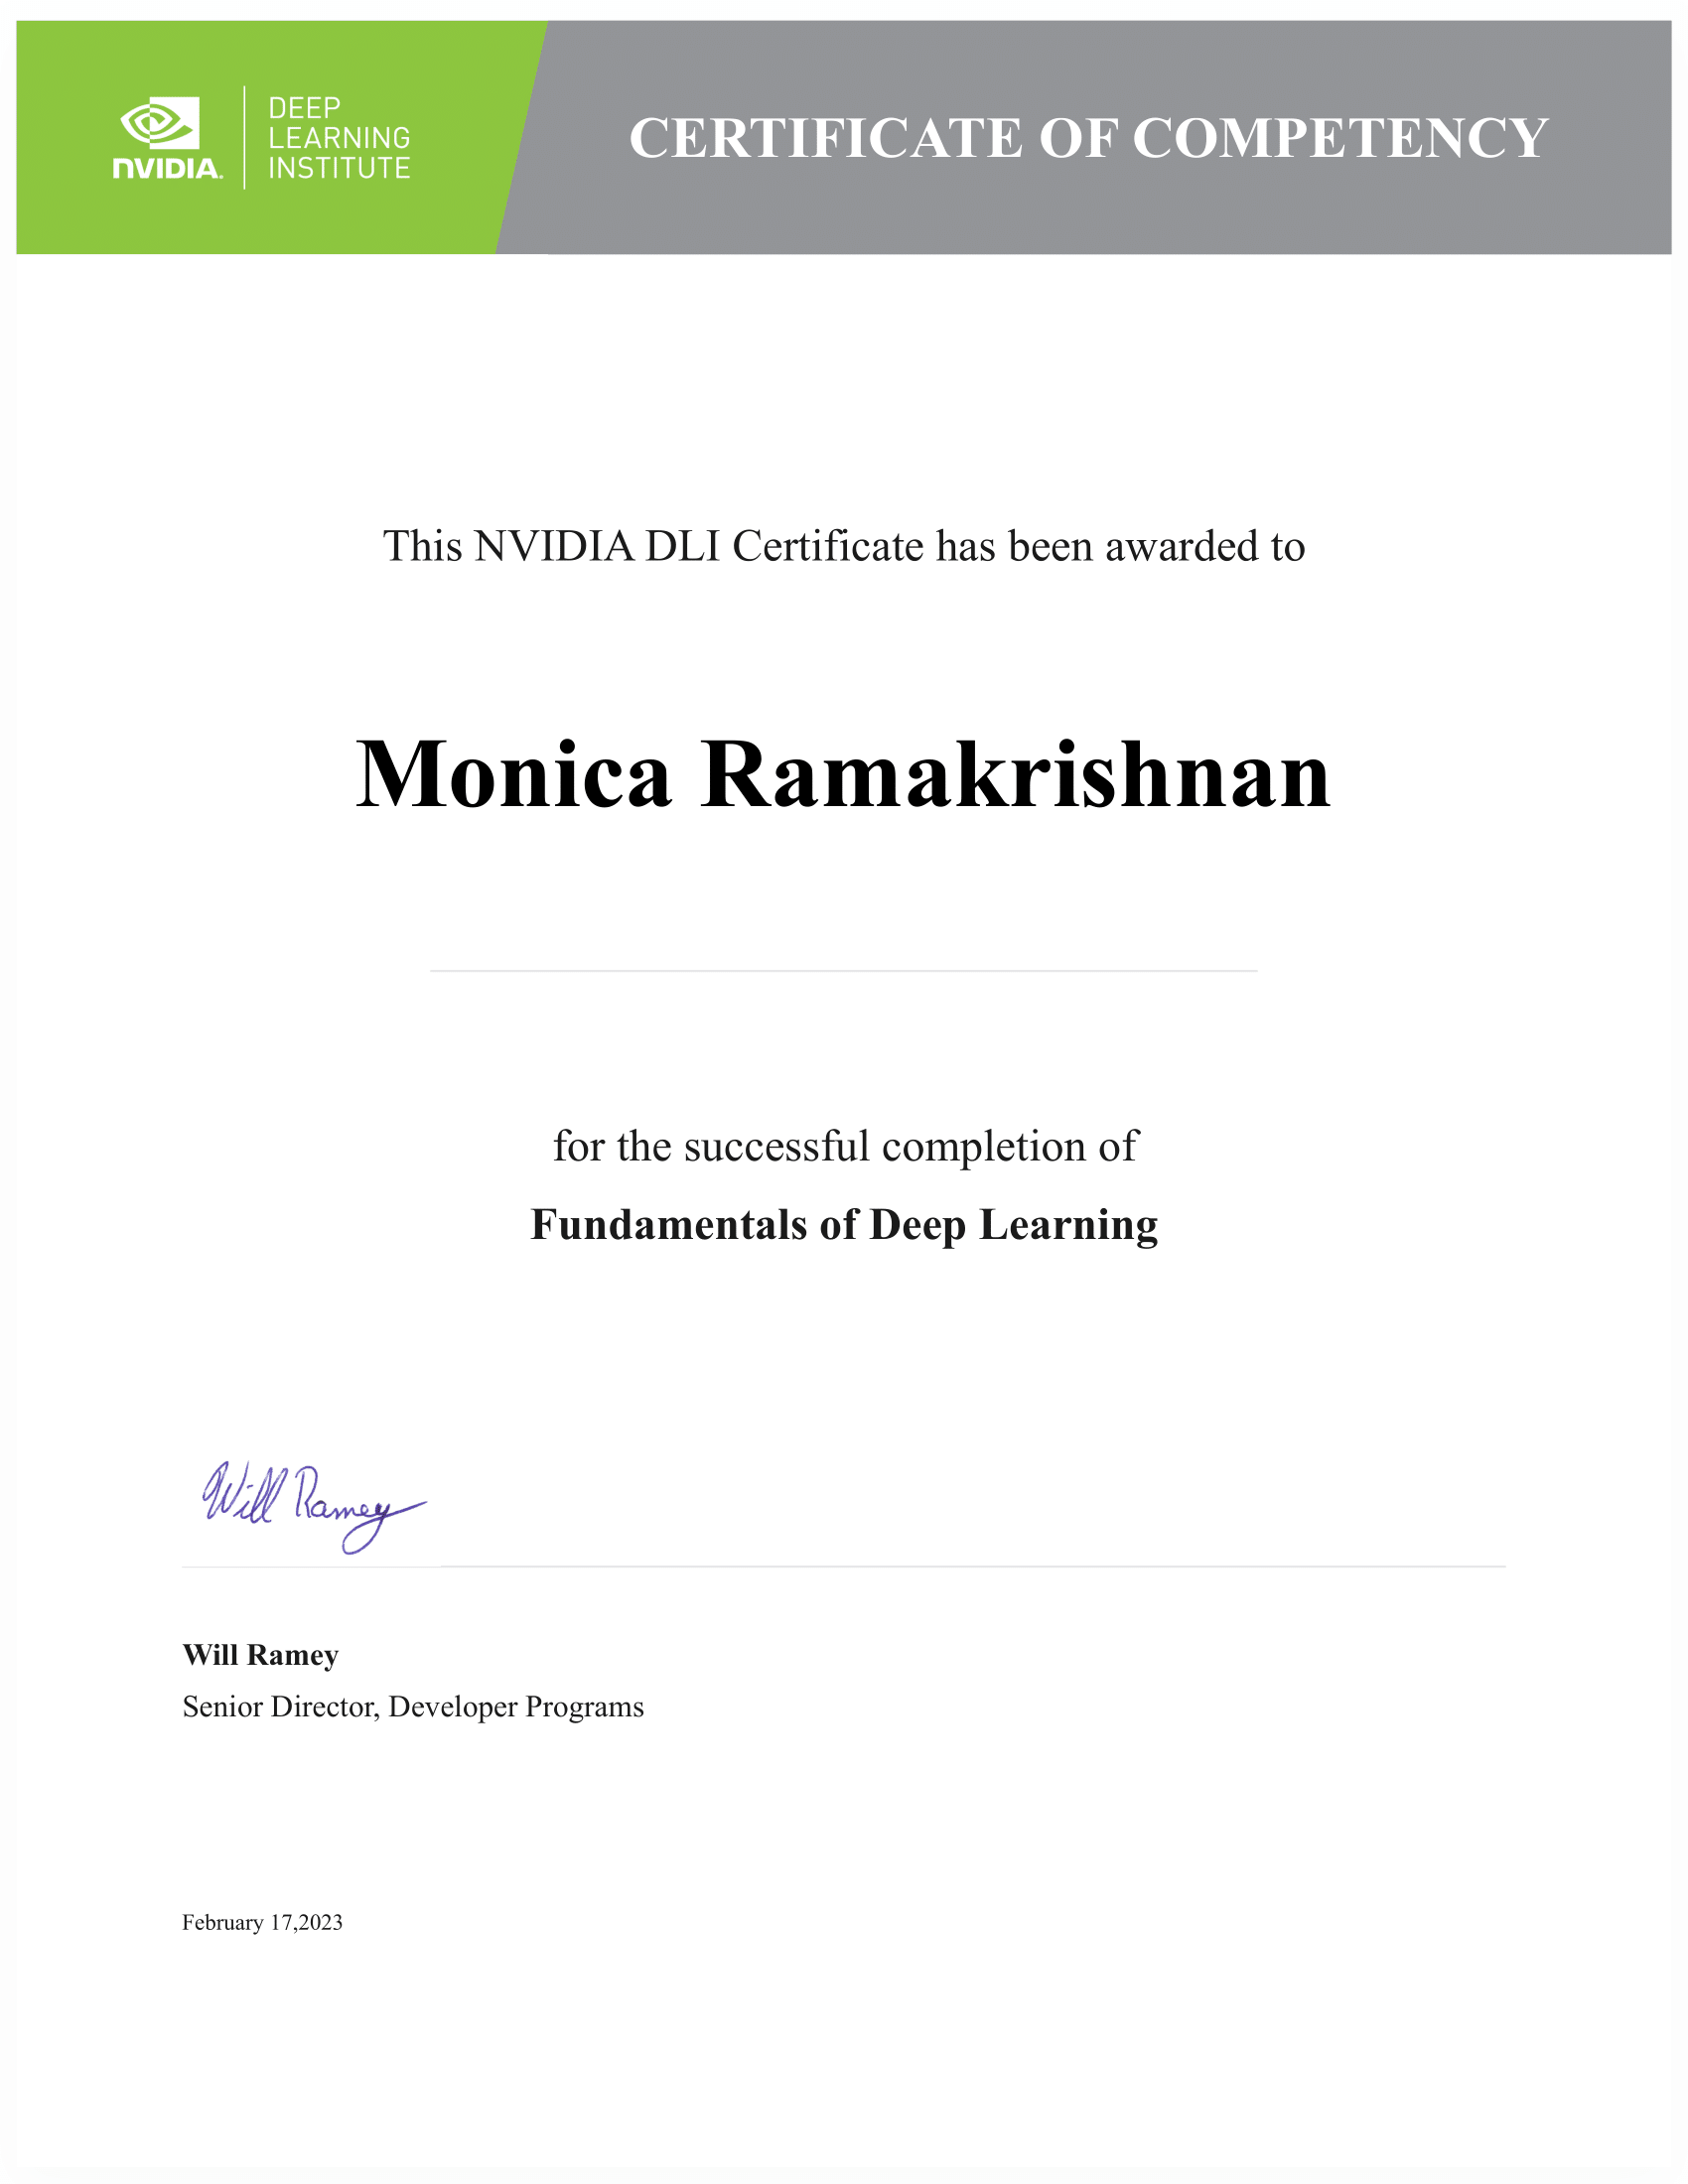 NVIDIA.
DEEP
LEARNING
INSTITUTE
CERTIFICATE OF COMPETENCY
This NVIDIA DLI Certificate has been awarded to
Monica Ramakrishnan
for the successful completion of
Fundamentals of Deep Learning
Will Ramey
Will Ramey
Senior Director, Developer Programs
February 17,2023